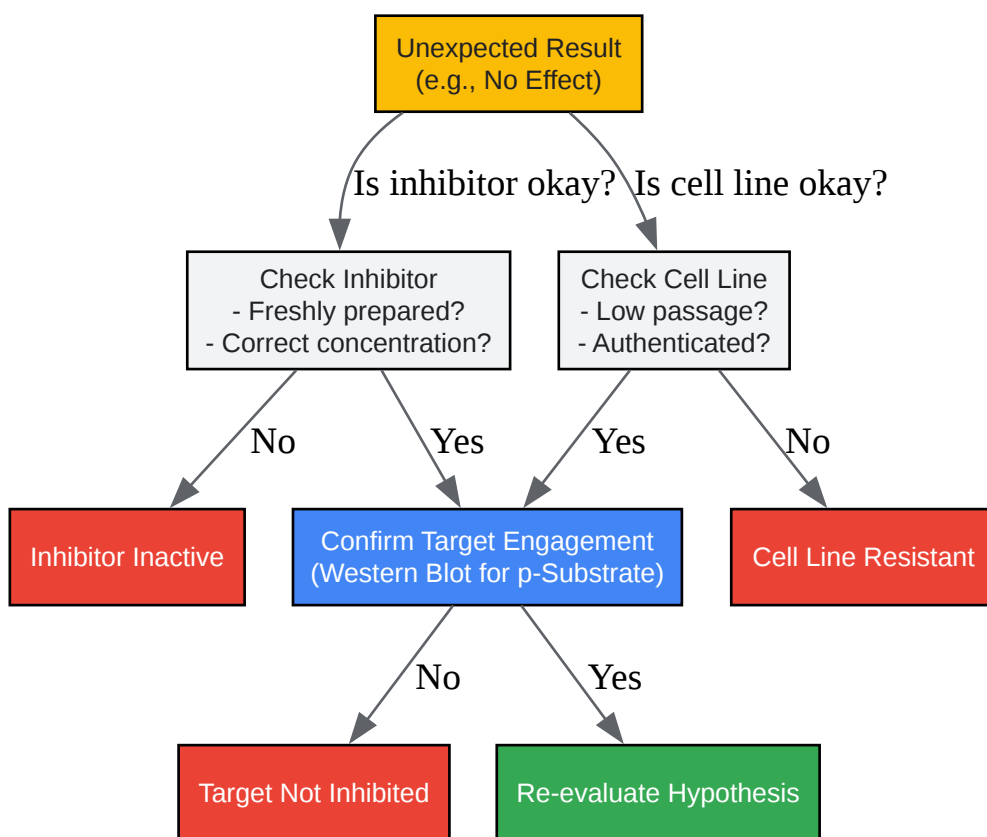 Unexpected Result
(e.g., No Effect)
Is inhibitor okay?
Is cell line okay?
Check Inhibitor
- Freshly prepared?
- Correct concentration?
Check Cell Line
- Low passage?
- Authenticated?
No
Yes
Yes
No
Inhibitor Inactive
Confirm Target Engagement
(Western Blot for p-Substrate)
Cell Line Resistant
No
Yes
Target Not Inhibited
Re-evaluate Hypothesis